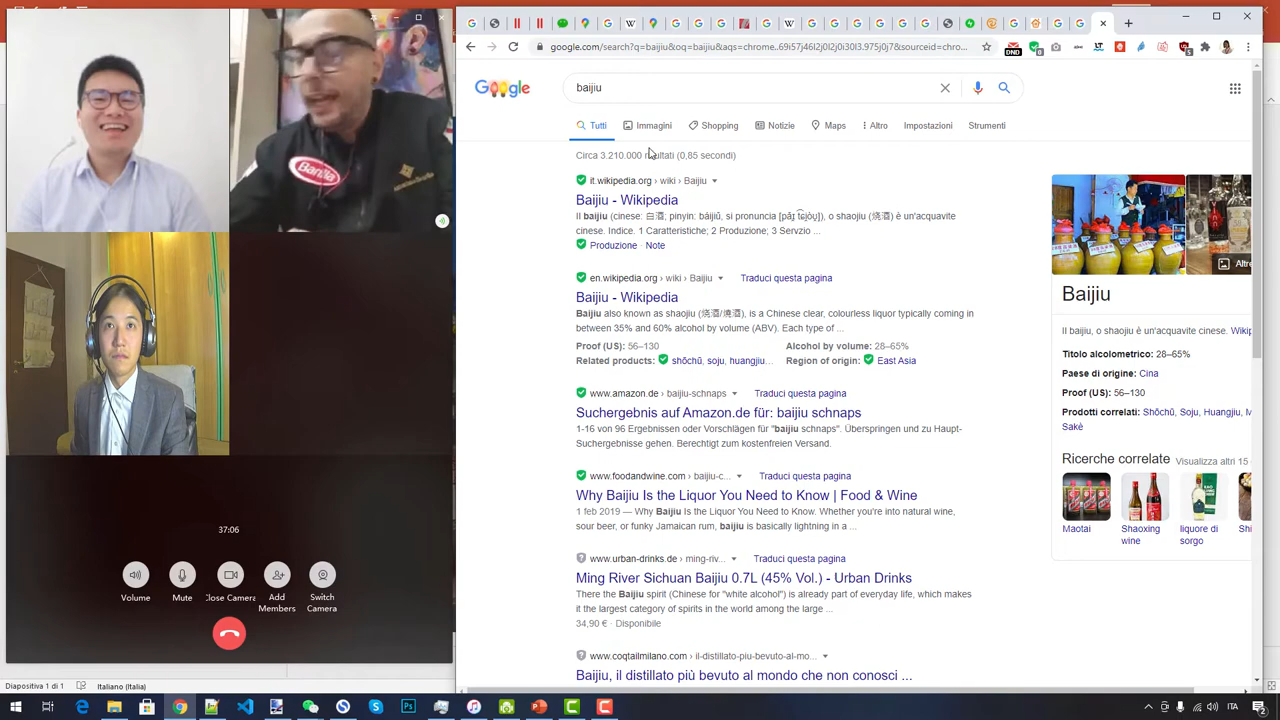 Banzia
37:06
Volume
Mute
Close Camera
Add Members
Switch Camera
Diapositiva 1 di 1
Italiano (Italia)
google.com/search?q=baijiu&oq=baijiu&aqs=chrome..69i57j46l2j0l2j0i30l3.975j0j7&sourceid=chro...
DND
Google
baijiu
Tutti
Immagini
Shopping
Notizie
Maps
Altro
Impostazioni
Strumenti
Circa 3.210.000 risultati (0,85 secondi)
it.wikipedia.org › wiki › Baijiu
Baijiu - Wikipedia
Il baijiu (cinese: 白酒; pinyin: báijiǔ, si pronuncia
o shaojiu (烧酒) è un'acquavite
cinese. Indice. 1 Caratteristiche; 2 Produzione; 3 Servzio ...
Produzione · Note
en.wikipedia.org › wiki › Baijiu
Traduci questa pagina
Baijiu - Wikipedia
Baijiu also known as shaojiu (烧酒/燒酒), is a Chinese clear, colourless liquor typically coming in
between 35% and 60% alcohol by volume (ABV). Each type of ...
Proof (US): 56–130
Alcohol by volume: 28–65%
Related products: shōchū, soju, huangjiu...
Region of origin: East Asia
www.amazon.de › baijiu-schnaps
Traduci questa pagina
Suchergebnis auf Amazon.de für: baijiu schnaps
1-16 von 96 Ergebnissen oder Vorschlägen für "baijiu schnaps". Überspringen und zu Haupt-
Suchergebnisse gehen. Berechtigt zum kostenfreien Versand.
www.foodandwine.com › baijiu-c...
Traduci questa pagina
Why Baijiu Is the Liquor You Need to Know | Food & Wine
1 feb 2019 — Why Baijiu Is the Liquor You Need to Know. Whether you're into natural wine,
sour beer, or funky Jamaican rum, baijiu is basically lightning in a ...
www.urban-drinks.de › ming-riv...
Traduci questa pagina
Ming River Sichuan Baijiu 0.7L (45% Vol.) - Urban Drinks
There the Baijiu spirit (Chinese for "white alcohol") is already part of everyday life, which makes
it the largest category of spirits in the world among the large ...
34,90 € · Disponibile
www.coqtailmilano.com › il-distillato-piu-bevuto-al-mo...
Baijiu, il distillato più bevuto al mondo che non conosci ...
Altre
Baijiu
Il baijiu, o shaojiu è un'acquavite cinese. Wikip
Titolo alcolometrico: 28–65%
Paese di origine: Cina
Proof (US): 56–130
Prodotti correlati: Shōchū, Soju, Huangjiu, M
Sakè
Ricerche correlate
Visualizza altri 15
Maotai
Shaoxing wine
liquore di sorgo
Shi
ITA